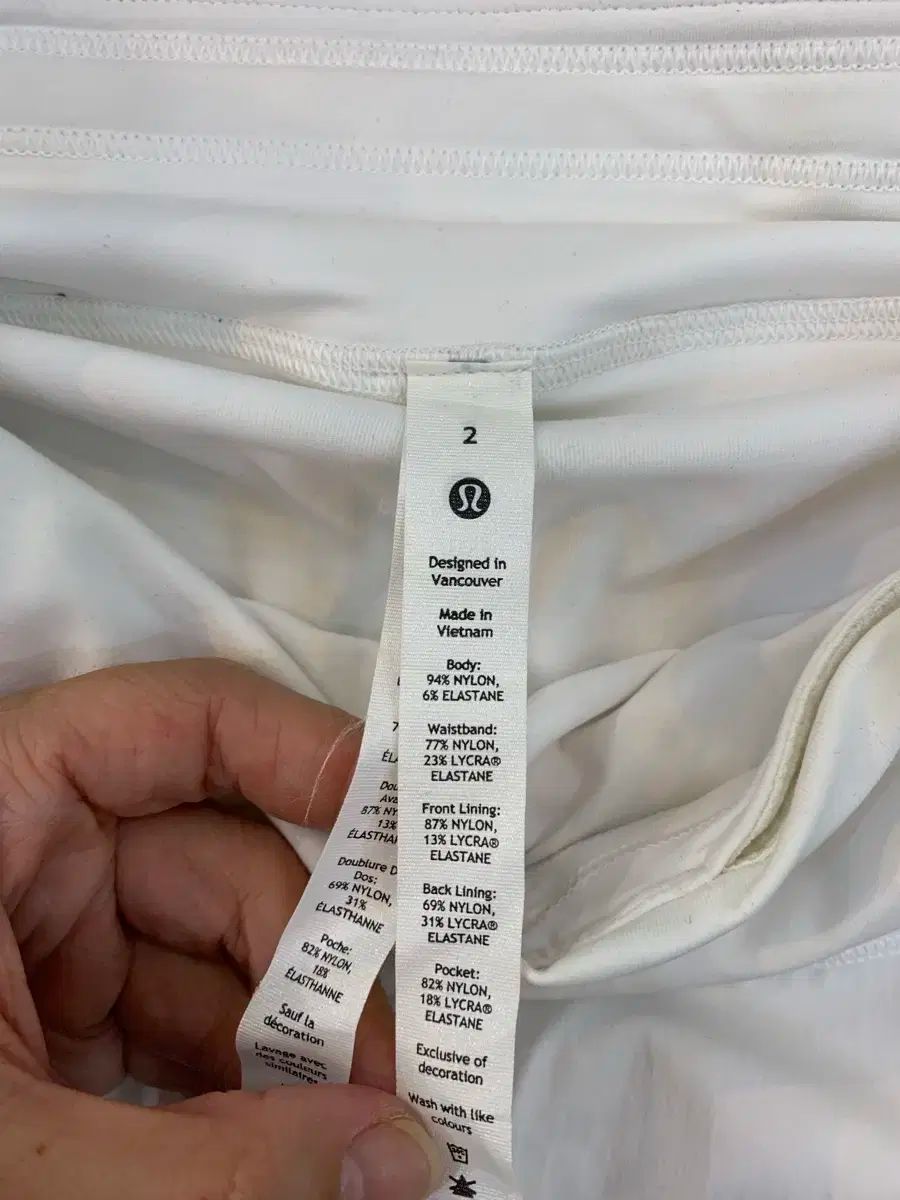 2
Designed in
Vancouver
Made in
Vietnam
Body:
94% NYLON,
6% ELASTANE
Waistband:
77% NYLON,
23% LYCRA®
ELASTANE
Front Lining:
87% NYLON,
13% LYCRA®
ELASTANE
Back Lining:
69% NYLON,
31% LYCRA®
ELASTANE
Pocket:
82% NYLON,
18% LYCRA®
ELASTANE
Exclusive of
decoration
Wash with like
colours
87% NY
13%
ÉLASTHA
Doublure D
Dos:
69% NYLON,
31%
ÉLASTHANNE
Poche:
82% NYLON,
18%
ÉLASTHANNE
Sauf la
décoration
Lavage avec
des couleurs
similaires